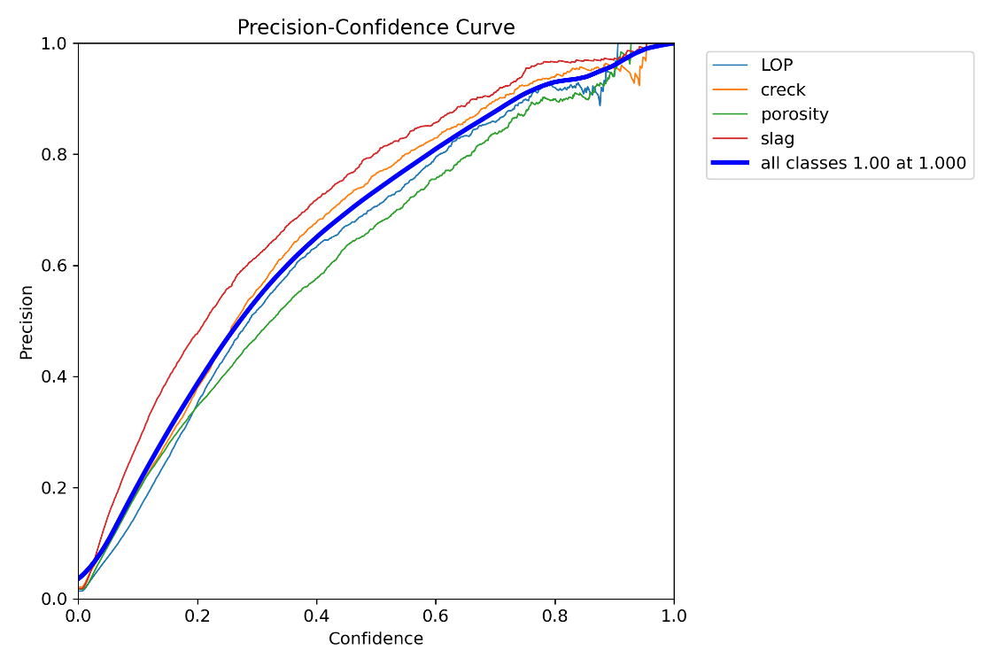 Precision-Confidence Curve
1.0
0.8
0.6
0.4
0.2
0.0
Precision
0.0 0.2 0.4 0.6 0.8 1.0
Confidence
LOP
creck
porosity
slag
all classes 1.00 at 1.000